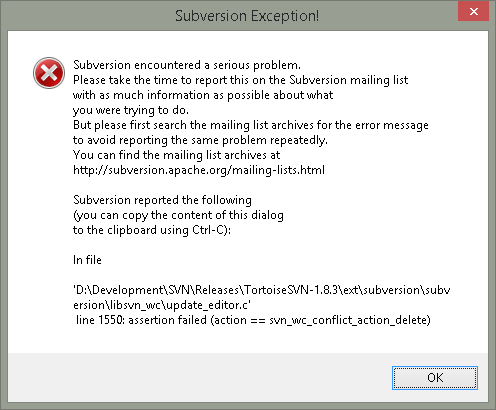 Subversion Exception!
Subversion encountered a serious problem.
Please take the time to report this on the Subversion mailing list
with as much information as possible about what
you were trying to do.
But please first search the mailing list archives for the error message
to avoid reporting the same problem repeatedly.
You can find the mailing list archives at
http://subversion.apache.org/mailing-lists.html
Subversion reported the following
(you can copy the content of this dialog
to the clipboard using Ctrl-C):
In file
'D:\Development\SVN\Releases\TortoiseSVN-1.8.3\ext\subversion\subv
ersion\libsvn_wc\update_editor.c'
line 1550: assertion failed (action == svn_wc_conflict_action_delete)
OK